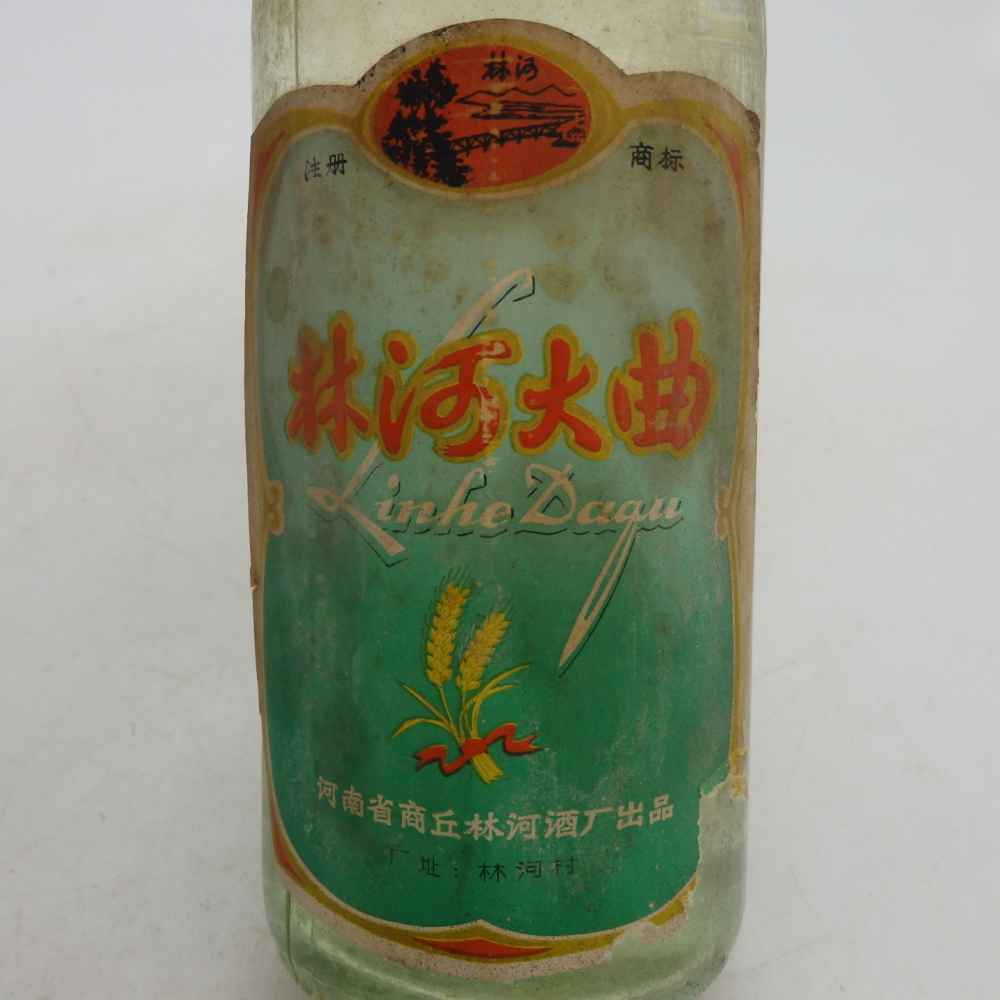 林河
注册 商标
林河大曲
Linhe Daqu
河南省商丘林河酒厂出品
厂址：林河村